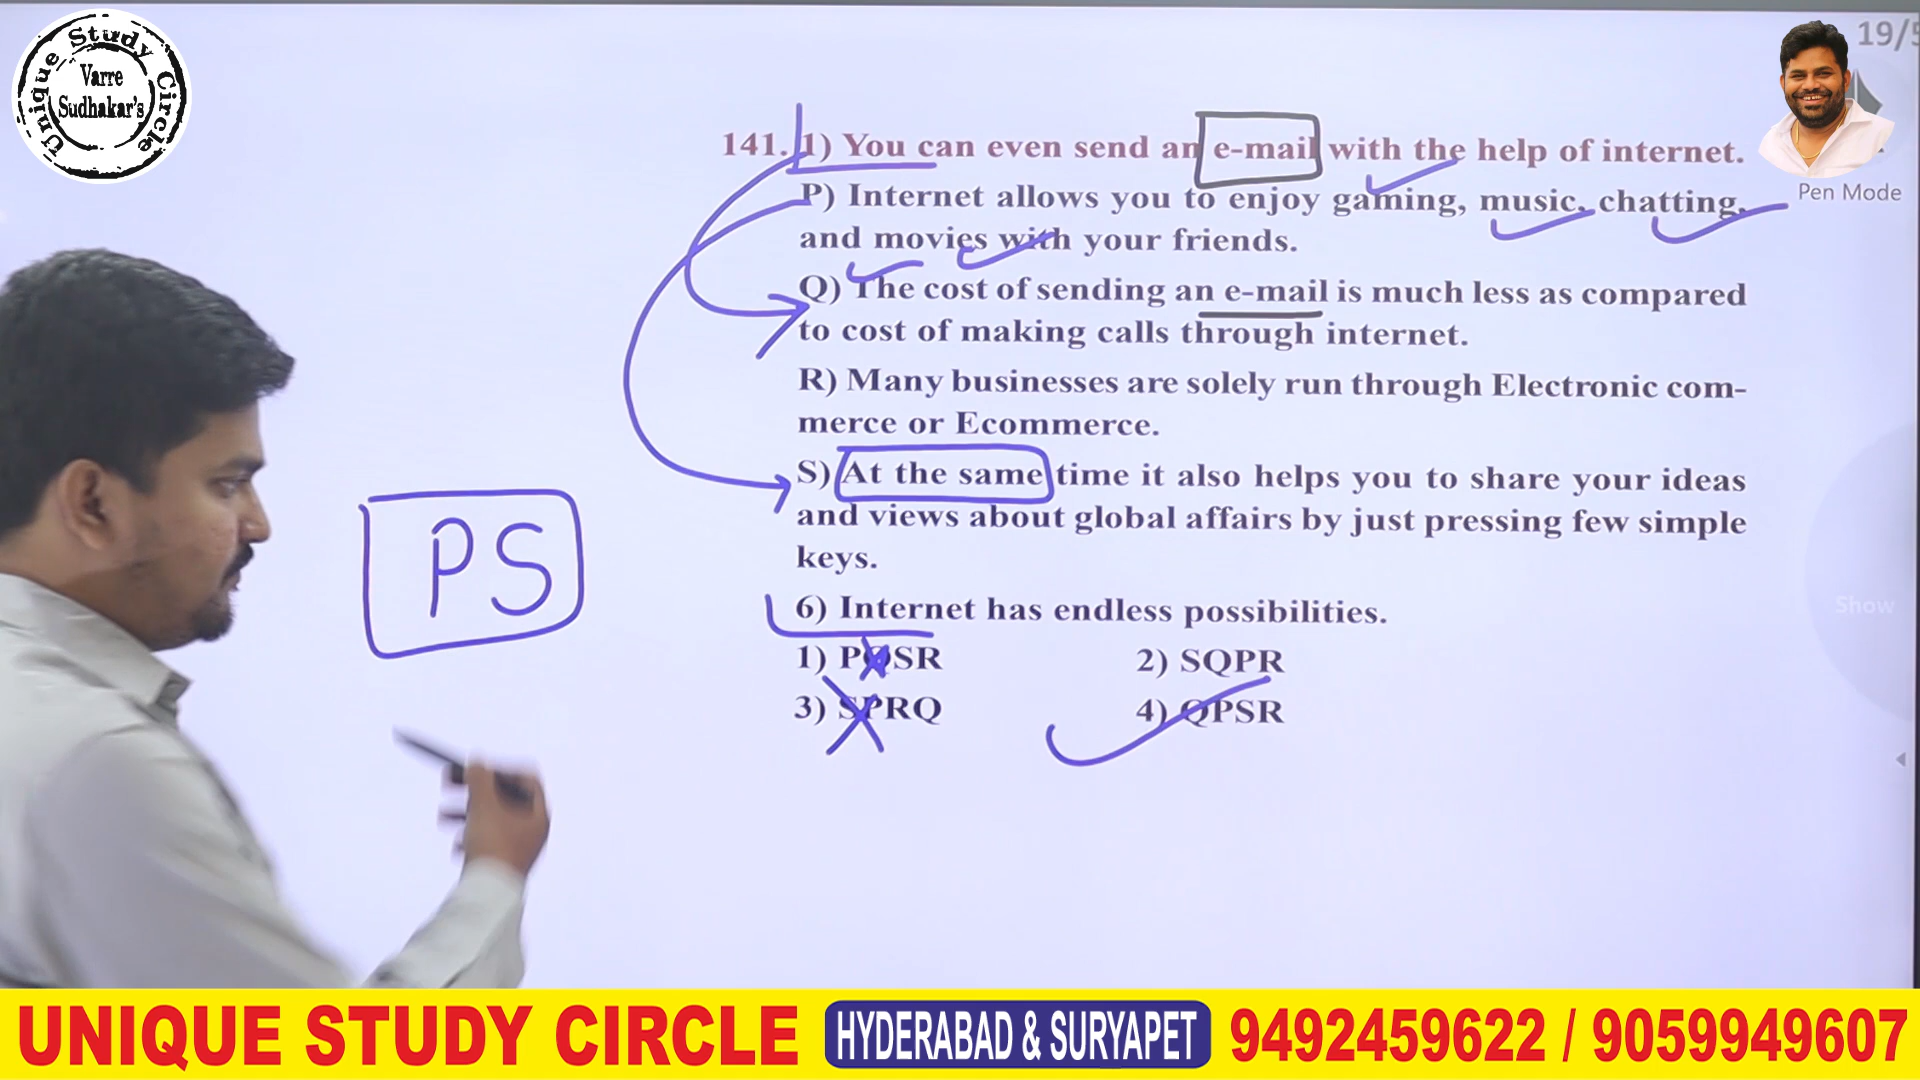 Unique Study Circle
Varre
Sudhakar's
19/5
Pen Mode
141. 1) You can even send an e-mail with the help of internet.
P) Internet allows you to enjoy gaming, music, chatting,
and movies with your friends.
Q) The cost of sending an e-mail is much less as compared
to cost of making calls through internet.
R) Many businesses are solely run through Electronic com-
merce or Ecommerce.
S) At the same time it also helps you to share your ideas
and views about global affairs by just pressing few simple
keys.
Show
PS
6) Internet has endless possibilities.
1) PQSR 2) SQPR
3) SPRQ 4) QPSR
UNIQUE STUDY CIRCLE HYDERABAD & SURYAPET 9492459622 / 9059949607